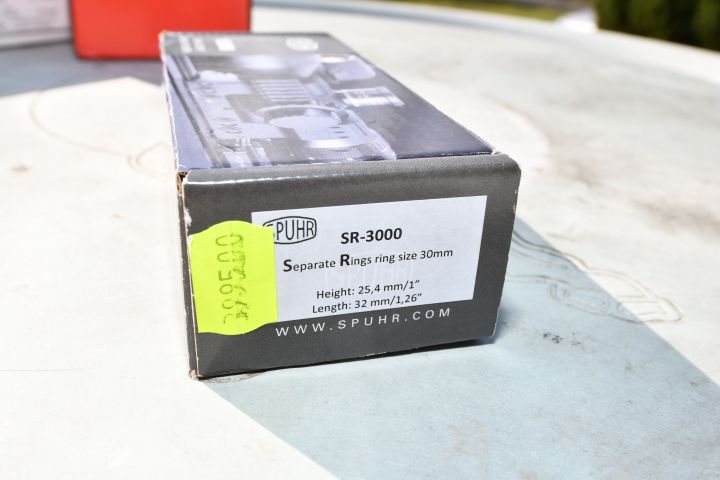 SPUHR
SR-3000
Separate Rings ring size 30mm
Height: 25,4 mm/1”
Length: 32 mm/1,26”
WWW.SPUHR.COM